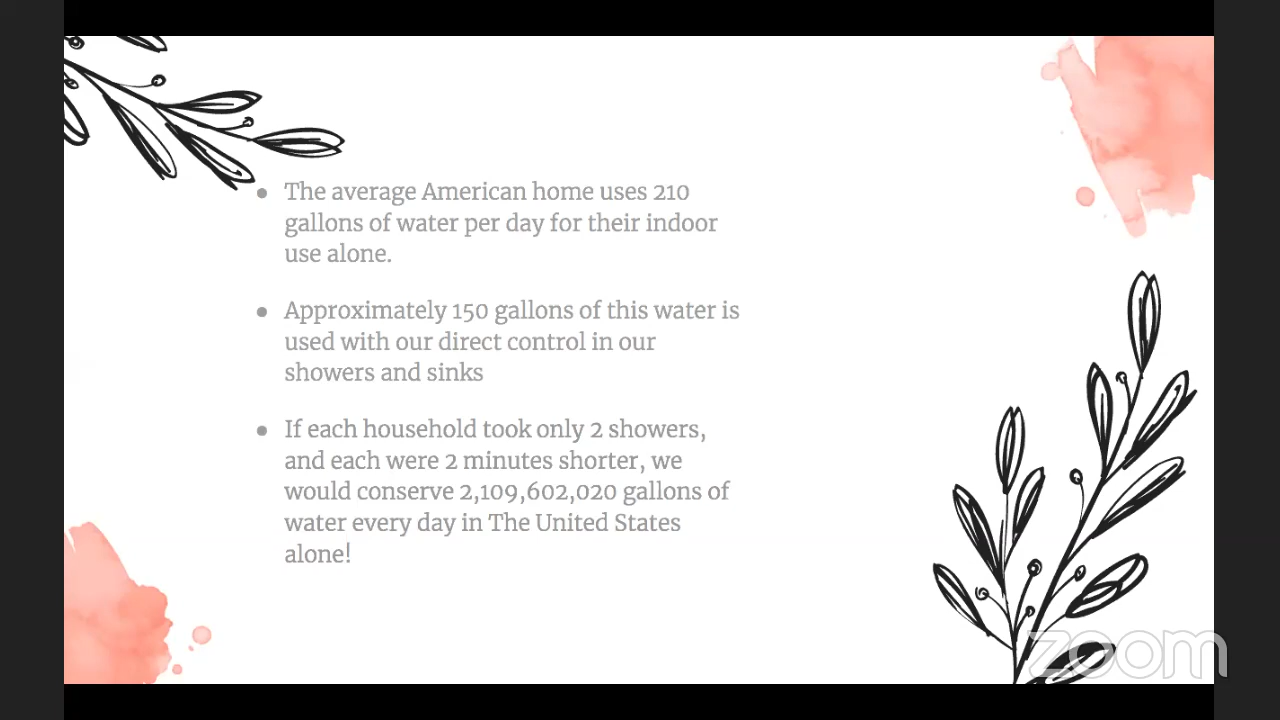 ● The average American home uses 210
gallons of water per day for their indoor
use alone.
● Approximately 150 gallons of this water is
used with our direct control in our
showers and sinks
● If each household took only 2 showers,
and each were 2 minutes shorter, we
would conserve 2,109,602,020 gallons of
water every day in The United States
alone!
zoom